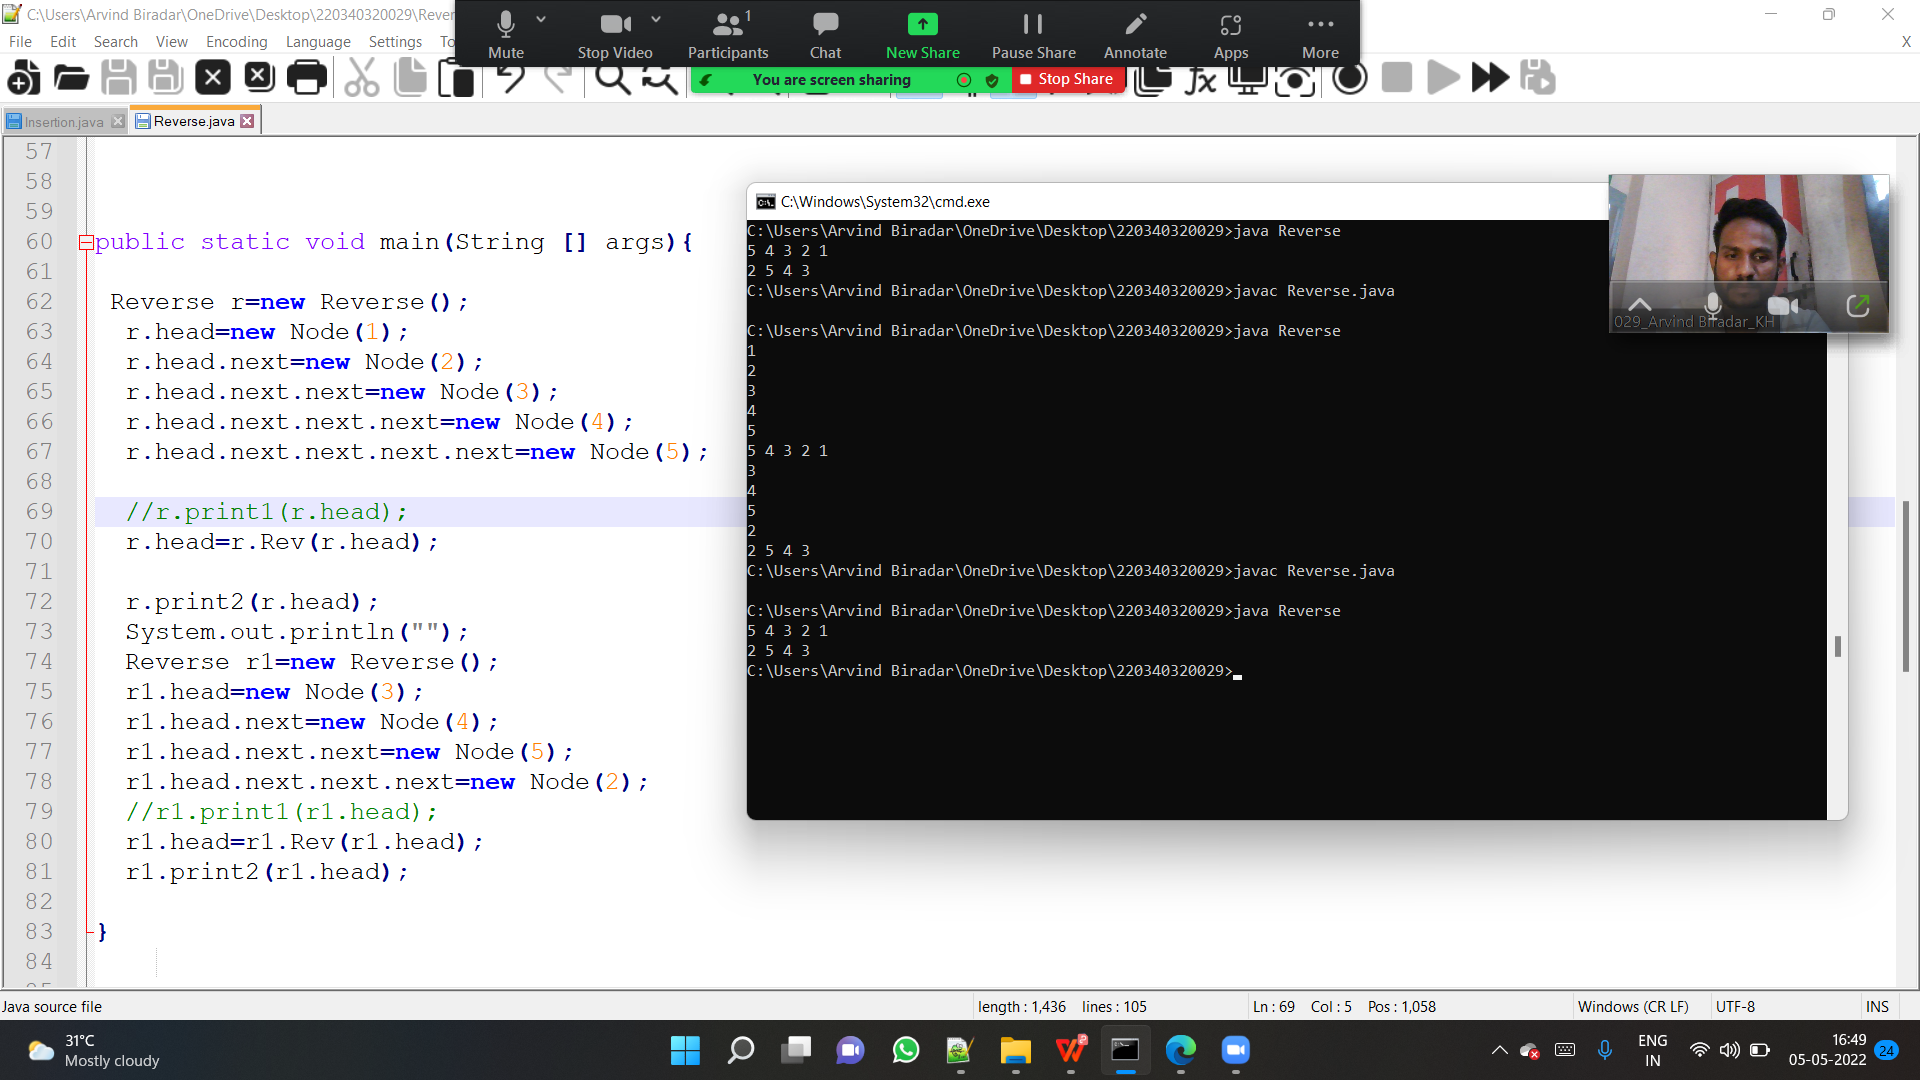 C:\Users\Arvind Biradar\OneDrive\Desktop\220340320029\Rever
File Edit Search View Encoding Language Settings To
X
Mute
Stop Video
1
Participants
Chat
New Share
Pause Share
Annotate
Apps
More
You are screen sharing
Stop Share
Insertion.java
Reverse.java
57
58
59
60 public static void main(String [] args){
61
62 Reverse r=new Reverse();
63 r.head=new Node(1);
64 r.head.next=new Node(2);
65 r.head.next.next=new Node(3);
66 r.head.next.next.next=new Node(4);
67 r.head.next.next.next.next=new Node(5);
68
69 //r.print1(r.head);
70 r.head=r.Rev(r.head);
71
72 r.print2(r.head);
73 System.out.println("");
74 Reverse r1=new Reverse();
75 r1.head=new Node(3);
76 r1.head.next=new Node(4);
77 r1.head.next.next=new Node(5);
78 r1.head.next.next.next=new Node(2);
79 //r1.print1(r1.head);
80 r1.head=r1.Rev(r1.head);
81 r1.print2(r1.head);
82
83 }
84
C:\Windows\System32\cmd.exe
C:\Users\Arvind Biradar\OneDrive\Desktop\220340320029>java Reverse
5 4 3 2 1
2 5 4 3
C:\Users\Arvind Biradar\OneDrive\Desktop\220340320029>javac Reverse.java
C:\Users\Arvind Biradar\OneDrive\Desktop\220340320029>java Reverse
1
2
3
4
5
5 4 3 2 1
3
4
5
2
2 5 4 3
C:\Users\Arvind Biradar\OneDrive\Desktop\220340320029>javac Reverse.java
C:\Users\Arvind Biradar\OneDrive\Desktop\220340320029>java Reverse
5 4 3 2 1
2 5 4 3
C:\Users\Arvind Biradar\OneDrive\Desktop\220340320029>
029_Arvind Biradar_KH
Java source file
length : 1,436 lines : 105
Ln : 69 Col : 5 Pos : 1,058
Windows (CR LF)
UTF-8
INS
31°C
Mostly cloudy
ENG
IN
16:49
05-05-2022
24